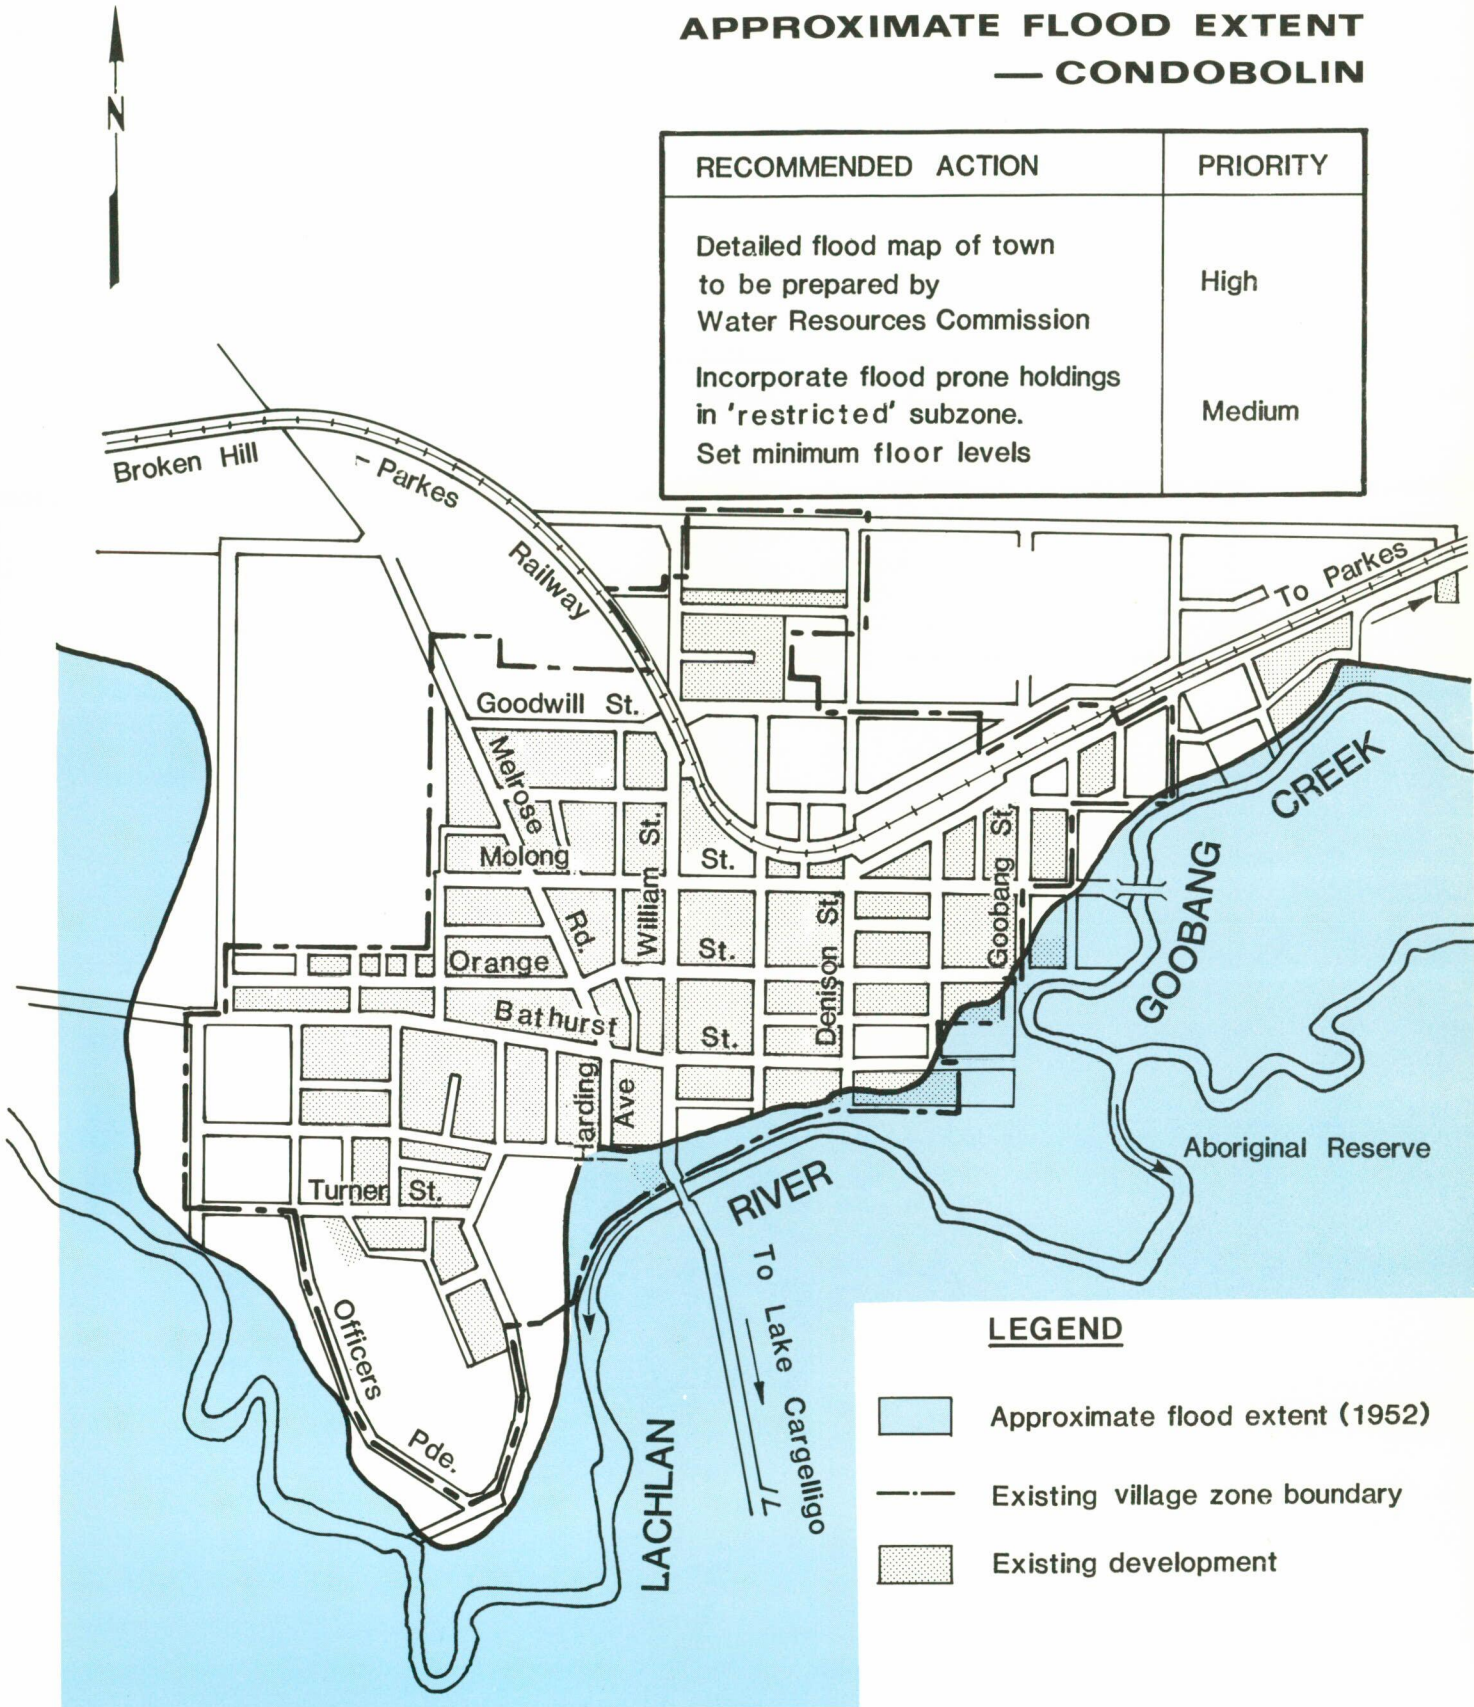 APPROXIMATE FLOOD EXTENT
— CONDOBOLIN
N
RECOMMENDED ACTION PRIORITY
Detailed flood map of town
to be prepared by
Water Resources Commission
High
Incorporate flood prone holdings
in 'restricted' subzone.
Set minimum floor levels
Medium
Broken Hill
– Parkes
Railway
To Parkes
Goodwill St.
Melrose
Rd.
Molong
St.
William St.
Orange
St.
Bathurst
St.
Denison St.
Goobang St.
Harding
Ave
Turner St.
Officers
Pde.
GOOBANG
CREEK
Aboriginal Reserve
LACHLAN
RIVER
To Lake Cargelligo
LEGEND
Approximate flood extent (1952)
Existing village zone boundary
Existing development